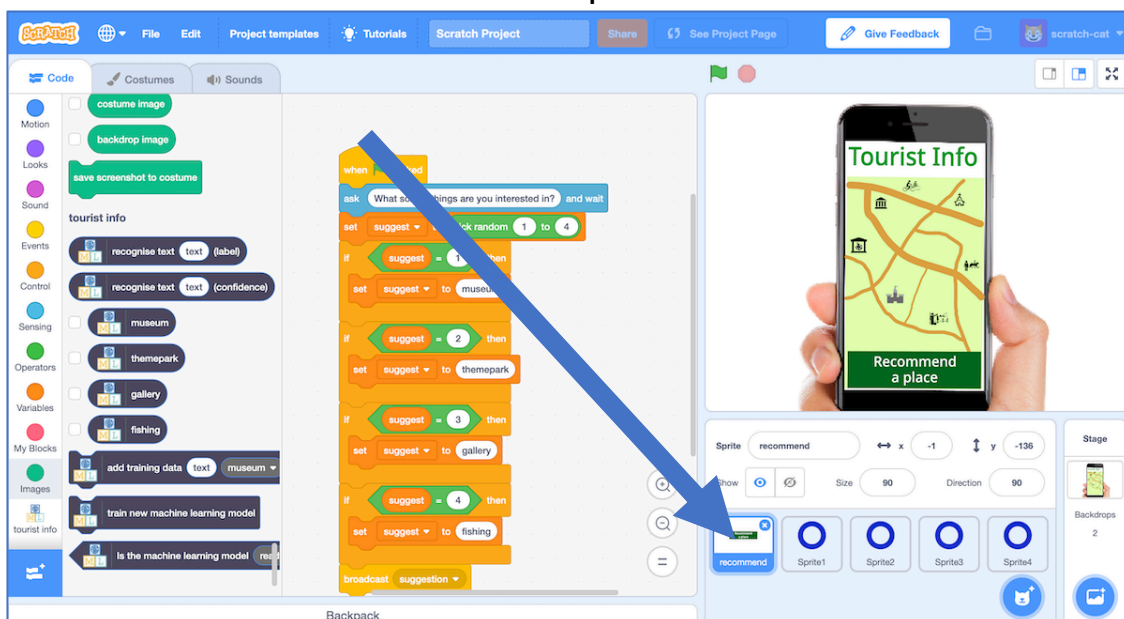 SCRATCH File Edit Project templates Tutorials Scratch Project Share See Project Page Give Feedback scratch-cat
Code Costumes Sounds
Motion
Looks
Sound
Events
Control
Sensing
Operators
Variables
My Blocks
Images
tourist info
costume image
backdrop image
save screenshot to costume
tourist info
recognise text text (label)
recognise text text (confidence)
museum
themepark
gallery
fishing
add training data text museum
train new machine learning model
Is the machine learning model
when
ask What things are you interested in? and wait
set suggest random 1 to 4
if suggest = 1 then
set suggest to
if suggest = 2 then
set suggest to themepark
if suggest = 3 then
set suggest to gallery
if suggest = 4 then
set suggest to fishing
broadcast suggestion
Backpack
Tourist Info
Recommend
a place
Sprite recommend x -1 y -136
Show Size 90 Direction 90
recommend Sprite1 Sprite2 Sprite3 Sprite4
Stage
Backdrops
2